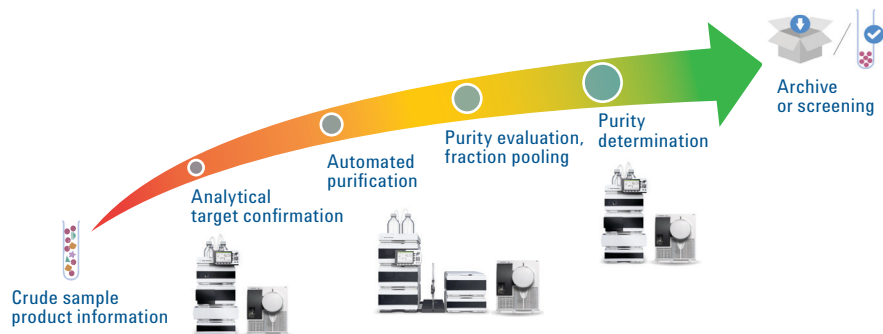 Crude sample
product information
Analytical
target confirmation
Automated
purification
Purity evaluation,
fraction pooling
Purity
determination
Archive
or screening